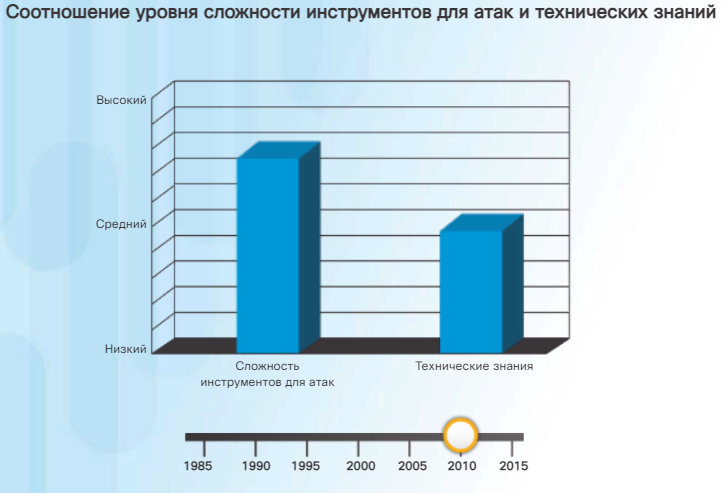 Соотношение уровня сложности инструментов для атак и технических знаний
Высокий
Средний
Низкий
Сложность
инструментов для атак
Технические знания
1985 1990 1995 2000 2005 2010 2015